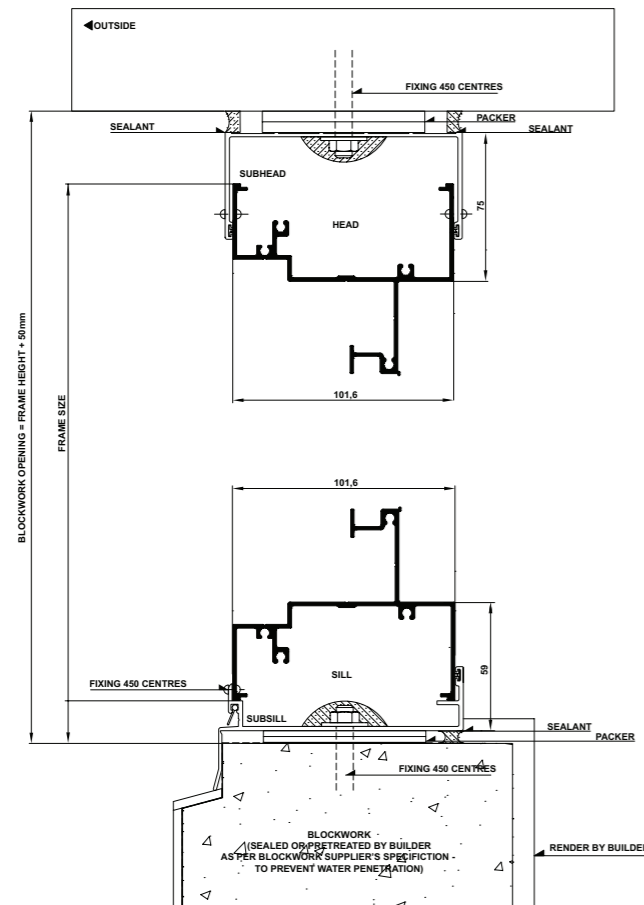 OUTSIDE
FIXING 450 CENTRES
PACKER
SEALANT
SEALANT
SUBHEAD
HEAD
75
BLOCKWORK OPENING = FRAME HEIGHT + 50mm
FRAME SIZE
101,6
101,6
SILL
59
FIXING 450 CENTRES
SUBSILL
SEALANT
PACKER
FIXING 450 CENTRES
BLOCKWORK
(SEALED OR PRETREATED BY BUILDER
AS PER BLOCKWORK SUPPLIER'S SPECIFICTION -
TO PREVENT WATER PENETRATION)
RENDER BY BUILDER